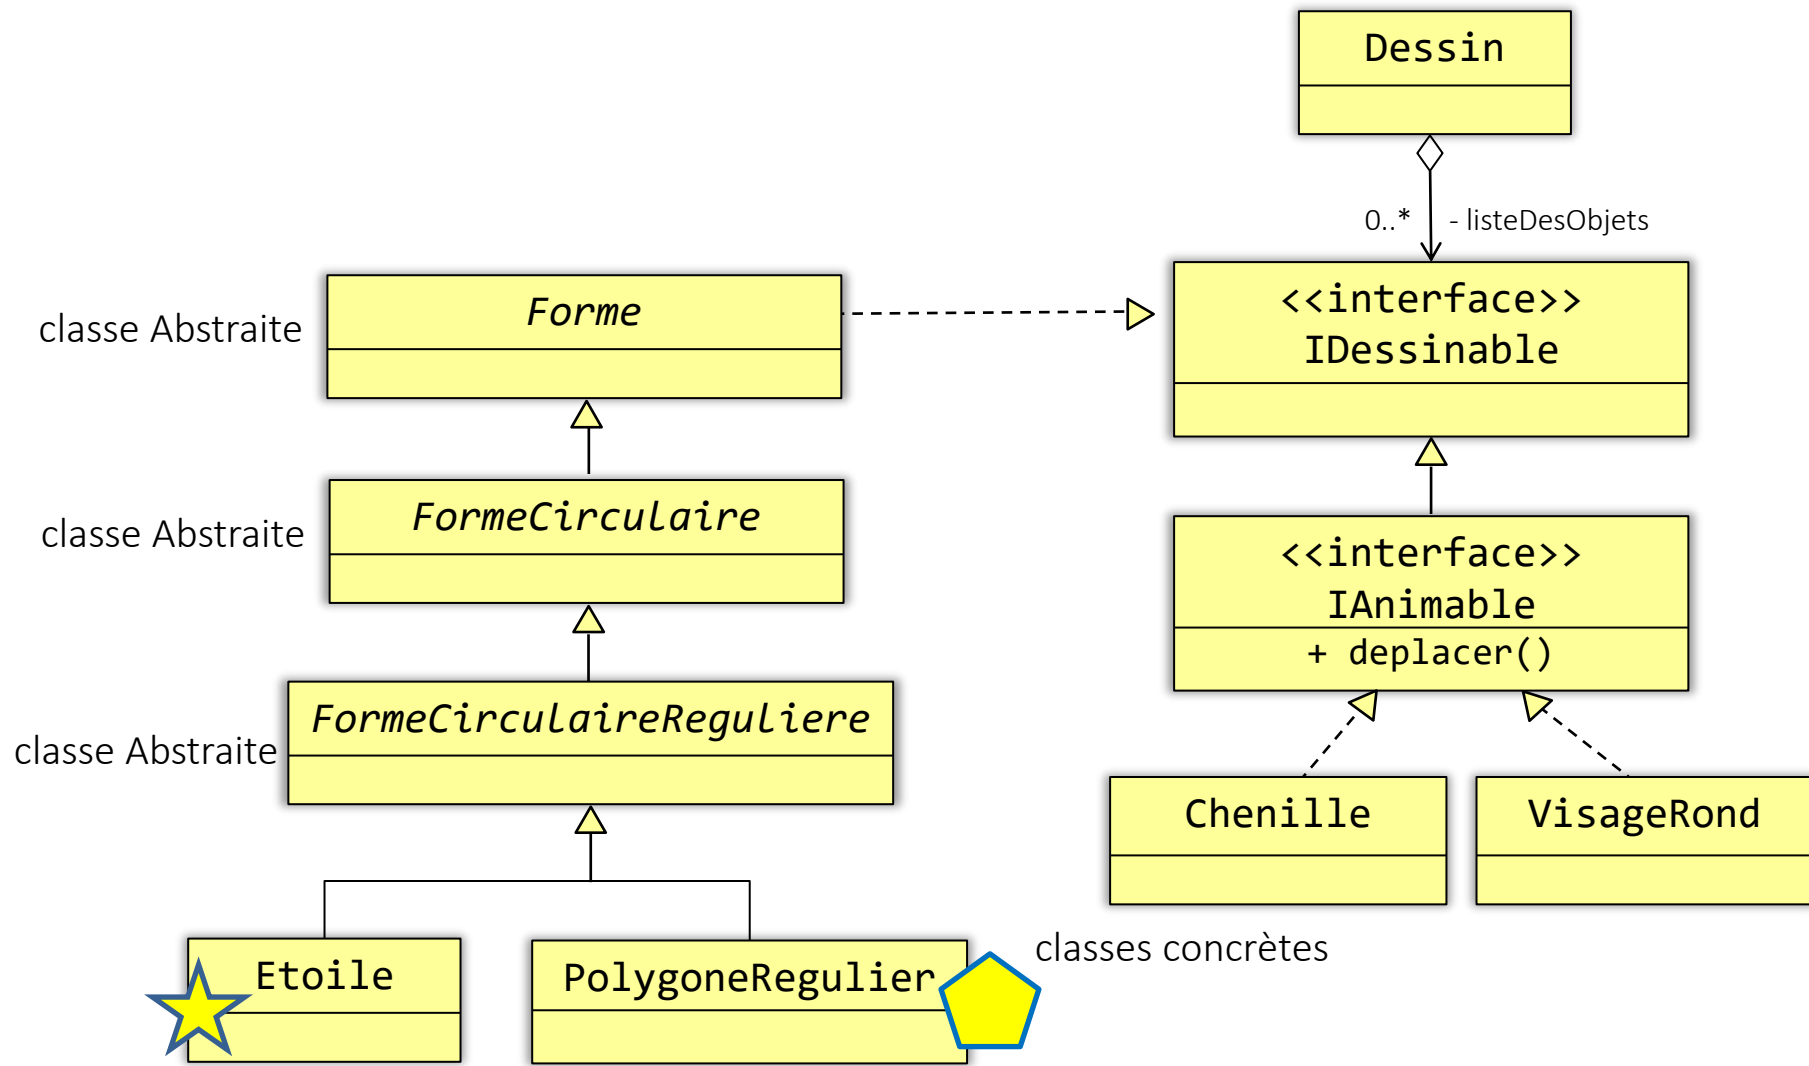 Dessin
0..*
- listeDesObjets
classe Abstraite
Forme
<<interface>>
IDessinable
classe Abstraite
FormeCirculaire
<<interface>>
IAnimable
+ deplacer()
classe Abstraite
FormeCirculaireReguliere
Chenille
VisageRond
Etoile
PolygoneRegulier
classes concrètes